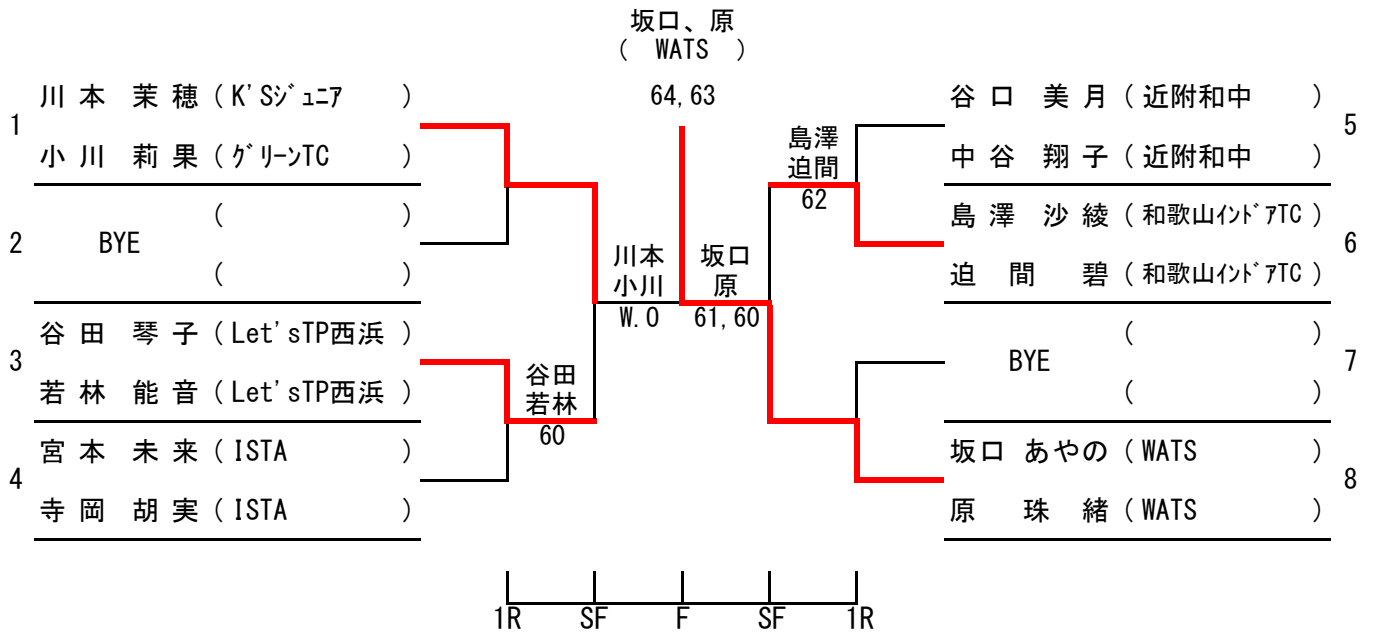 坂口、原
( WATS )
64,63
1
川本 茉穂 (K'Sジュニア )
小川 莉果 (グリーンTC )
2
BYE
( )
( )
3
谷田 琴子 (Let'sTP西浜 )
若林 能音 (Let'sTP西浜 )
4
宮本 未来 (ISTA )
寺岡 胡実 (ISTA )
谷田
若林
60
川本
小川
W.O
坂口
原
61,60
島澤
迫間
62
谷口 美月 (近附和中 )
中谷 翔子 (近附和中 )
5
島澤 沙綾 (和歌山インドアTC )
迫間 碧 (和歌山インドアTC )
6
( )
BYE
( )
7
坂口 あやの (WATS )
原 珠緒 (WATS )
8
1R SF F SF 1R